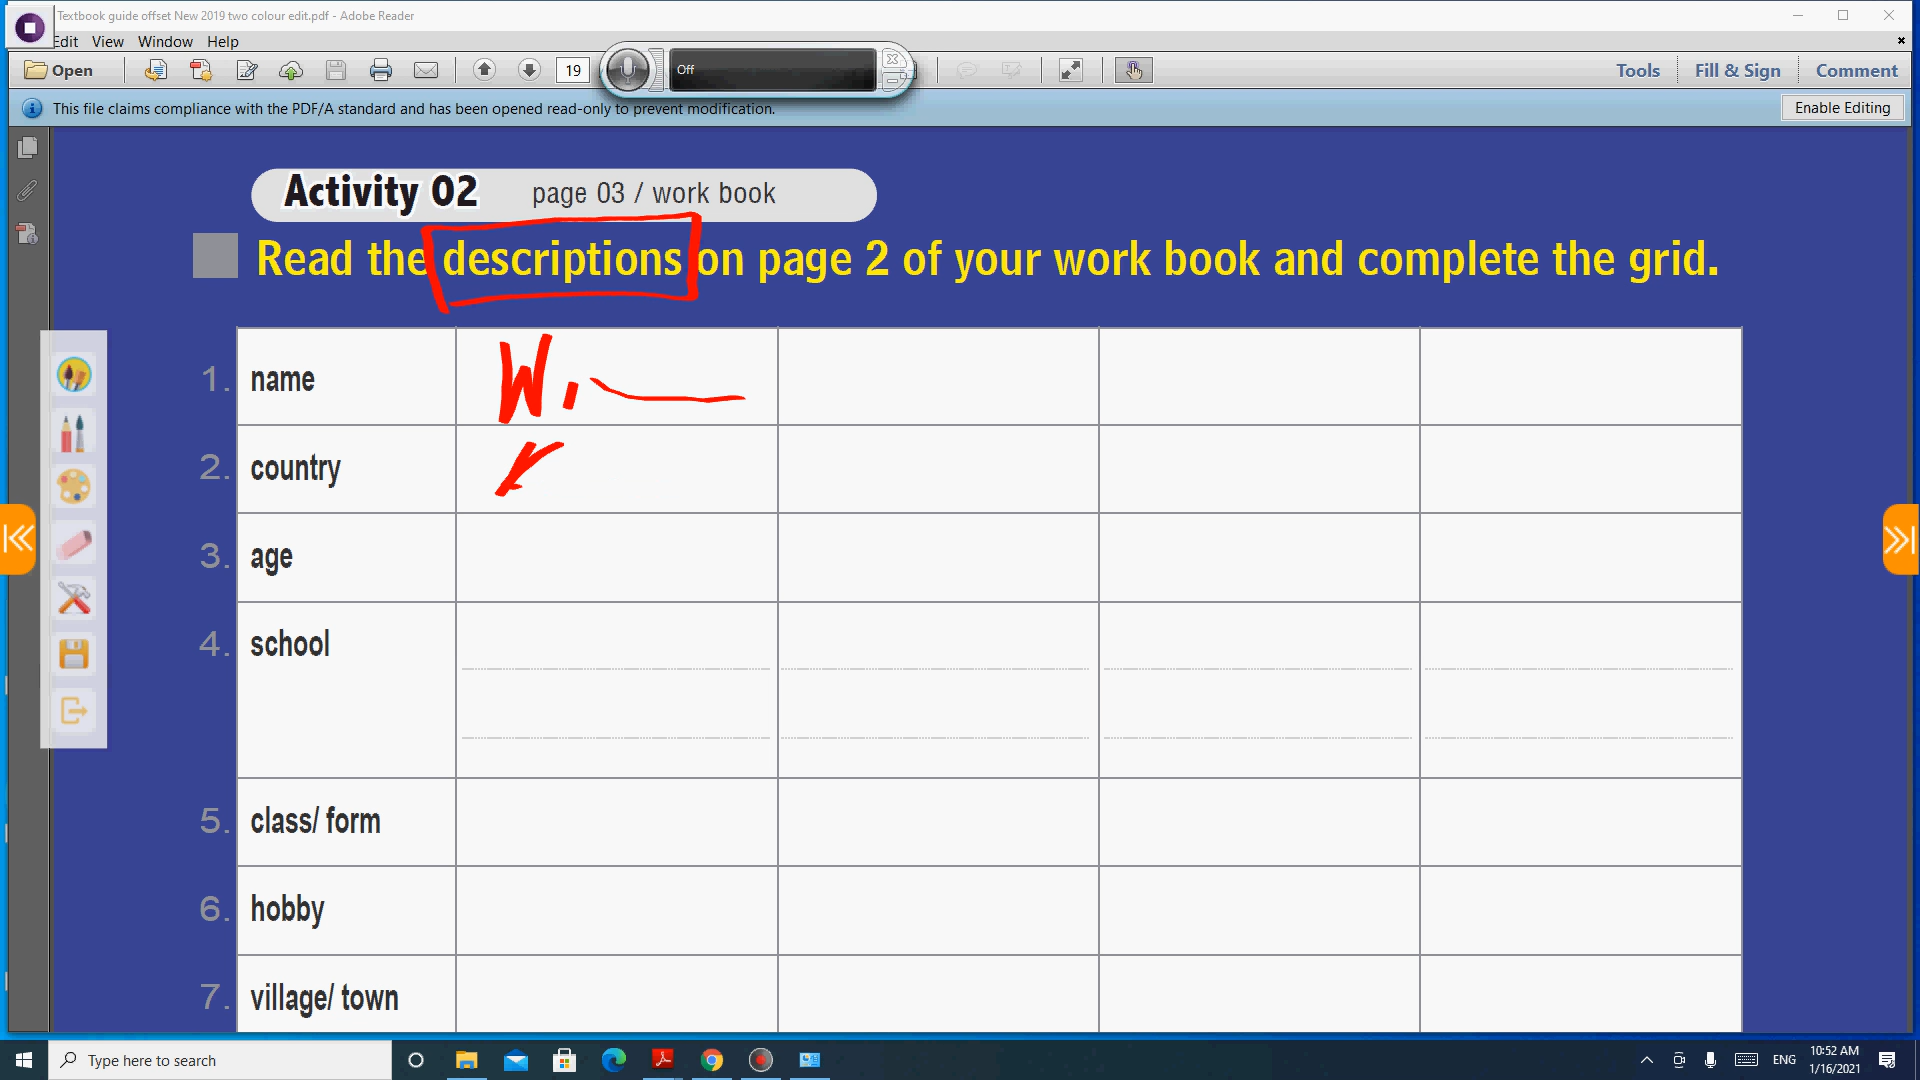 Textbook guide offset New 2019 two colour edit.pdf - Adobe Reader
Edit View Window Help
Open 19 Off Tools Fill & Sign Comment
This file claims compliance with the PDF/A standard and has been opened read-only to prevent modification. Enable Editing
Activity 02 page 03 / work book
Read the descriptions on page 2 of your work book and complete the grid.
1. name W.
2. country
3. age
4. school
5. class/ form
6. hobby
7. village/ town
Type here to search ENG 10:52 AM
1/16/2021